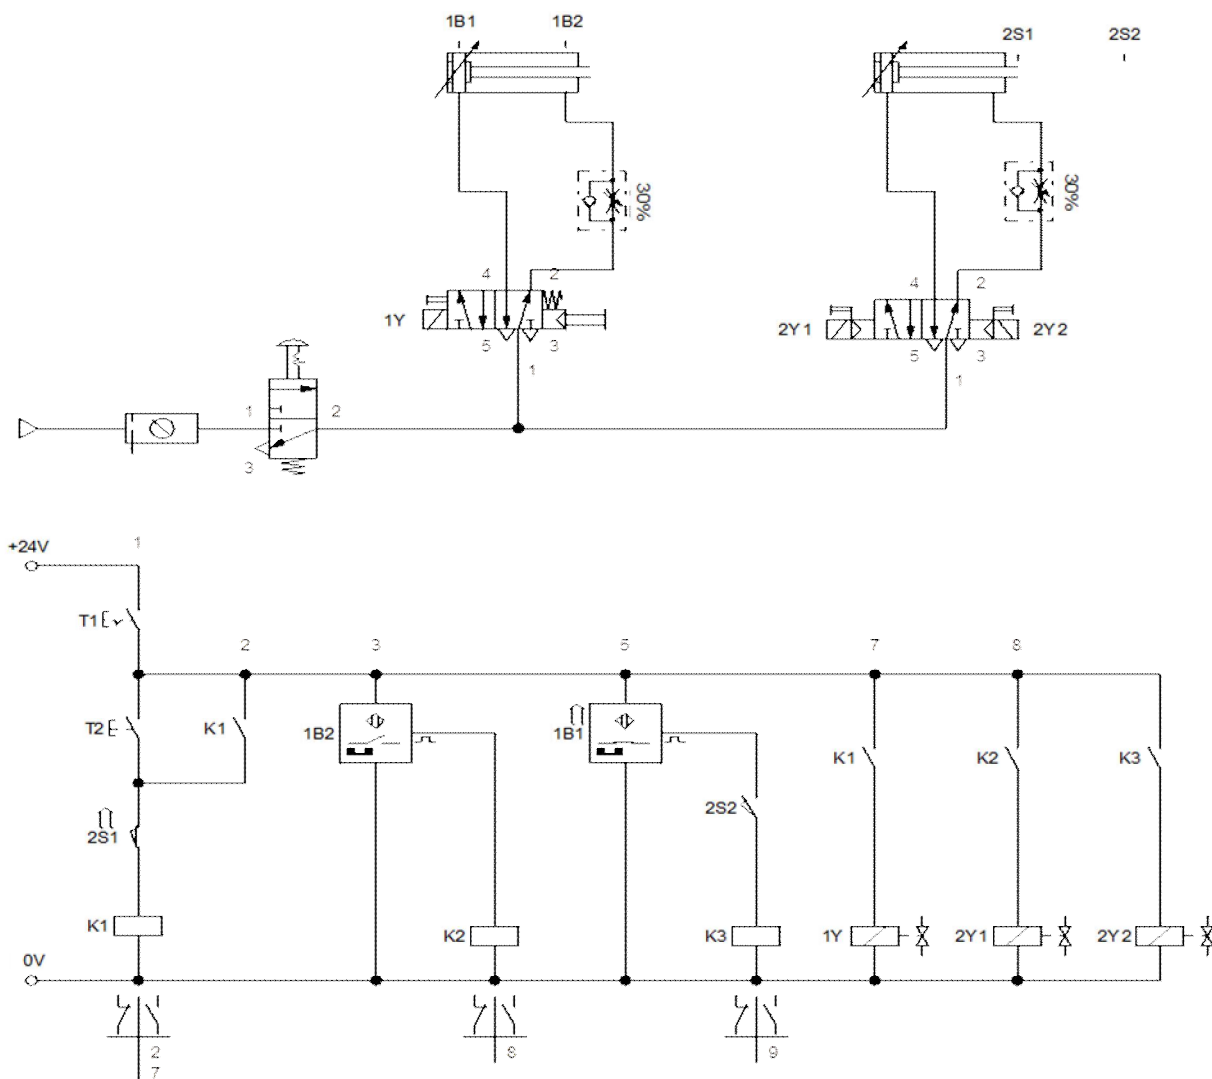 1B1 1B2 2S1 2S2
30% 30%
4 2 4 2
1Y 2Y1 2Y2
5 3 5 3
1 1
1 2
3
1
+24V
T1
2 3 5 7 8
T2 K1 1B2 1B1 K1 K2 K3
2S1 2S2
K1 K2 K3 1Y 2Y1 2Y2
0V
2 8 9
7